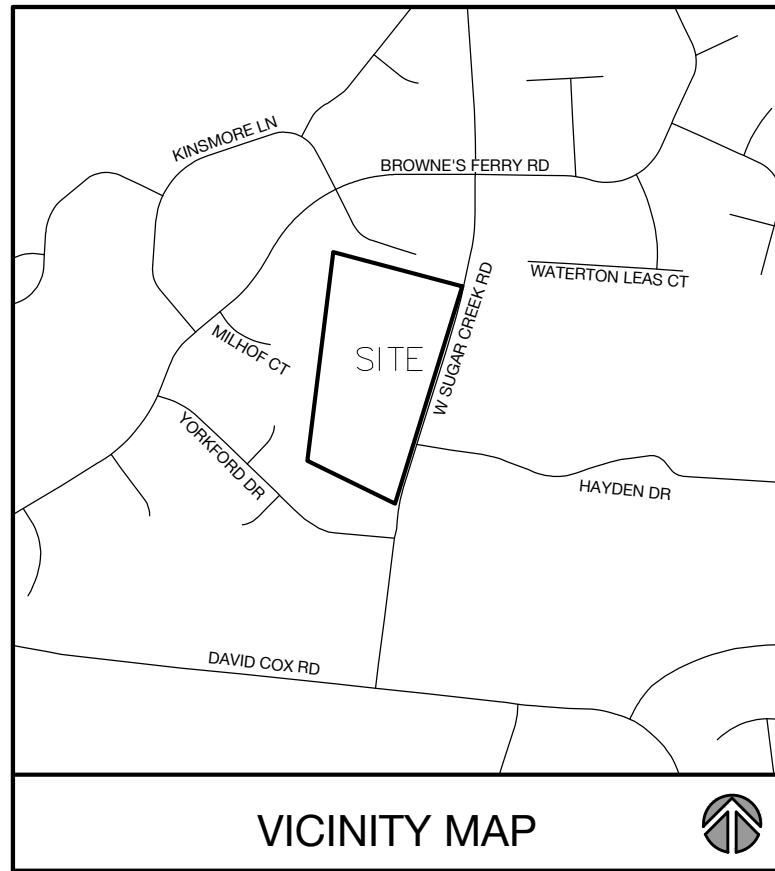 KINSMORE LN
BROWNE'S FERRY RD
WATERTON LEAS CT
W SUGAR CREEK RD
MILHOF CT
SITE
YORKFORD DR
HAYDEN DR
DAVID COX RD
VICINITY MAP